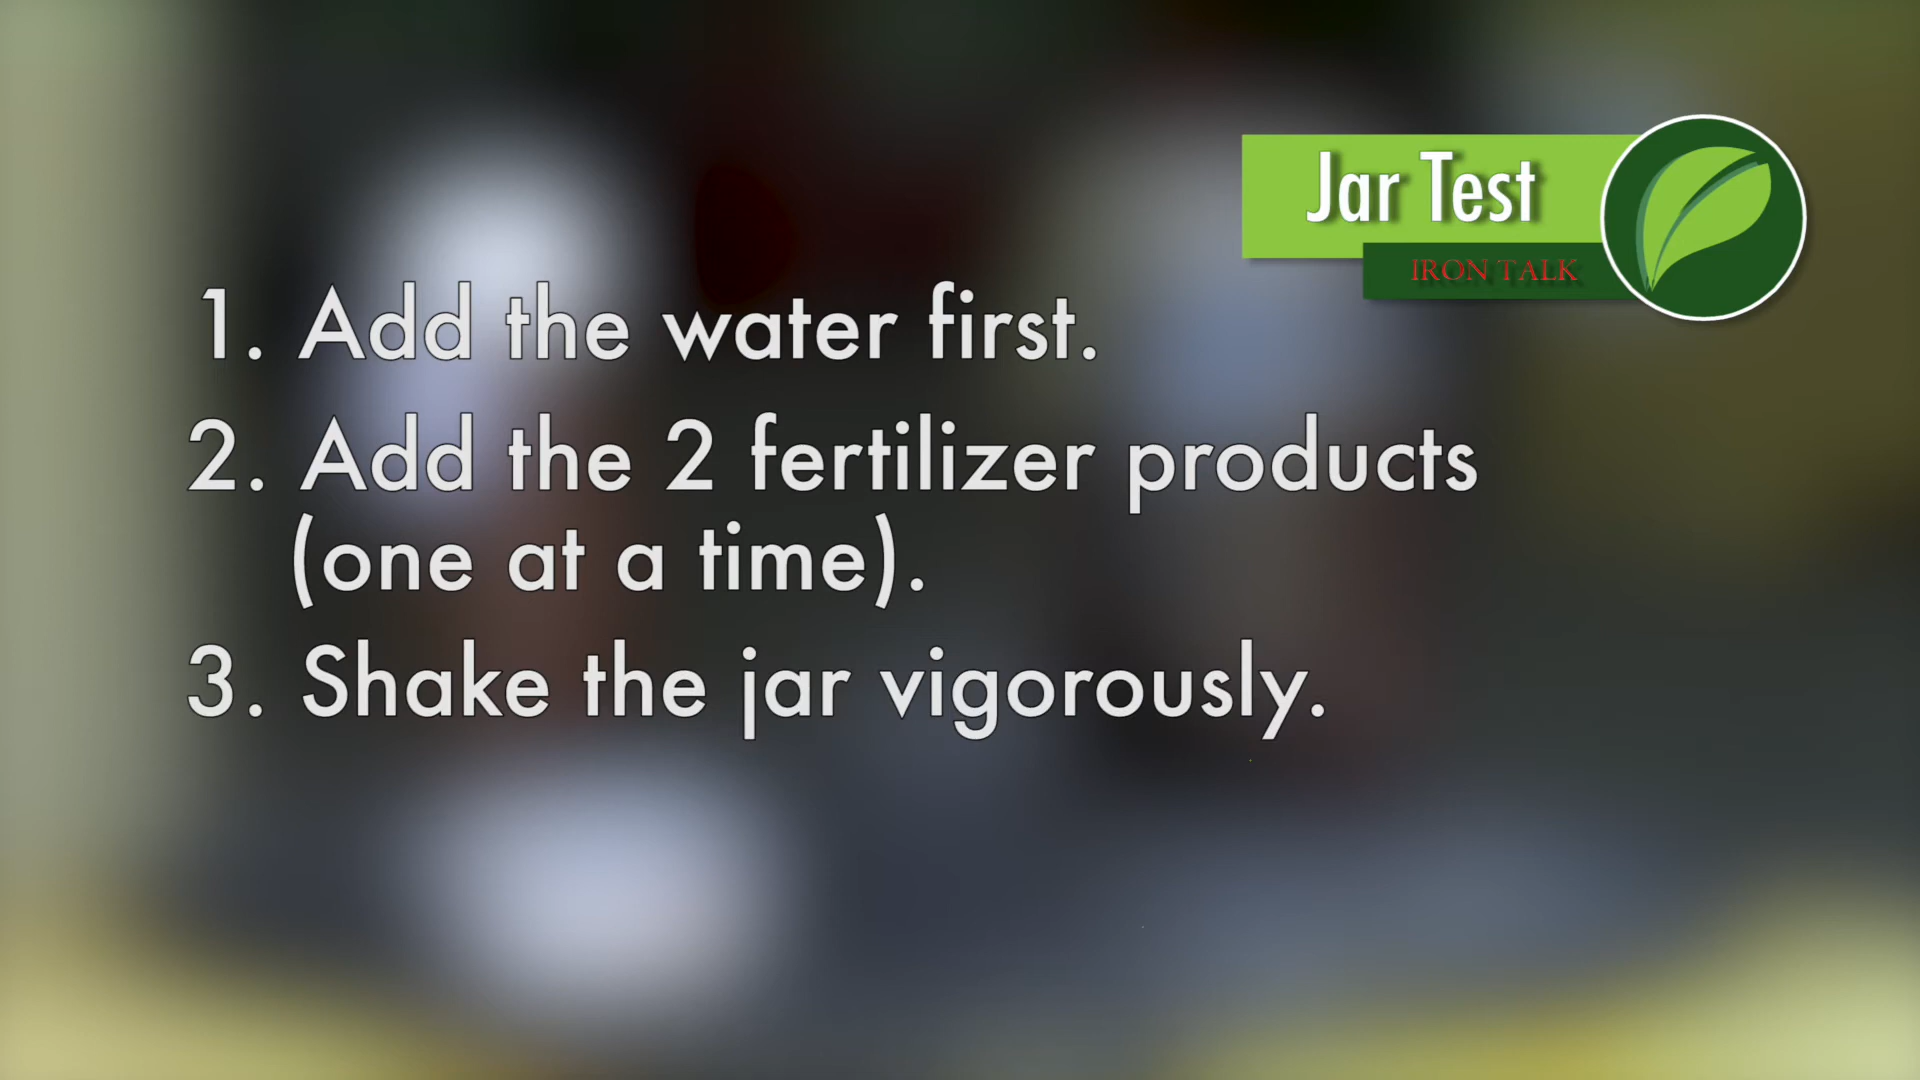 Jar Test
IRON TALK
1. Add the water first.
2. Add the 2 fertilizer products
(one at a time).
3. Shake the jar vigorously.